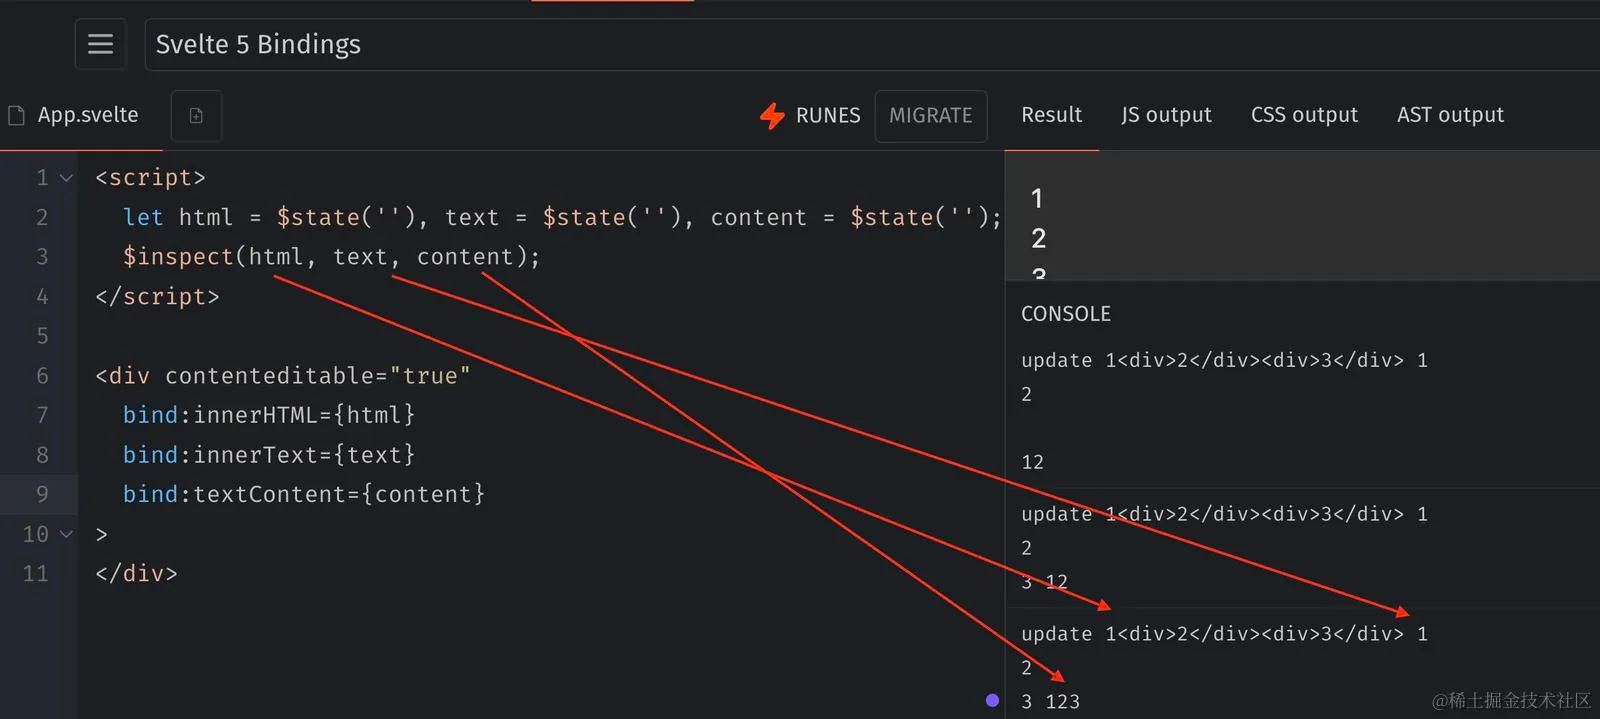 Svelte 5 Bindings
App.svelte
RUNES MIGRATE
Result JS output CSS output AST output
1 <script>
2 let html = $state(''), text = $state(''), content = $state('');
3 $inspect(html, text, content);
4 </script>
5
6 <div contenteditable="true"
7 bind:innerHTML={html}
8 bind:innerText={text}
9 bind:textContent={content}
10 >
11 </div>
1
2
3
CONSOLE
update 1<div>2</div><div>3</div> 1
2
12
update 1<div>2</div><div>3</div> 1
2
3 12
update 1<div>2</div><div>3</div> 1
2
3 123
@稀土掘金技术社区